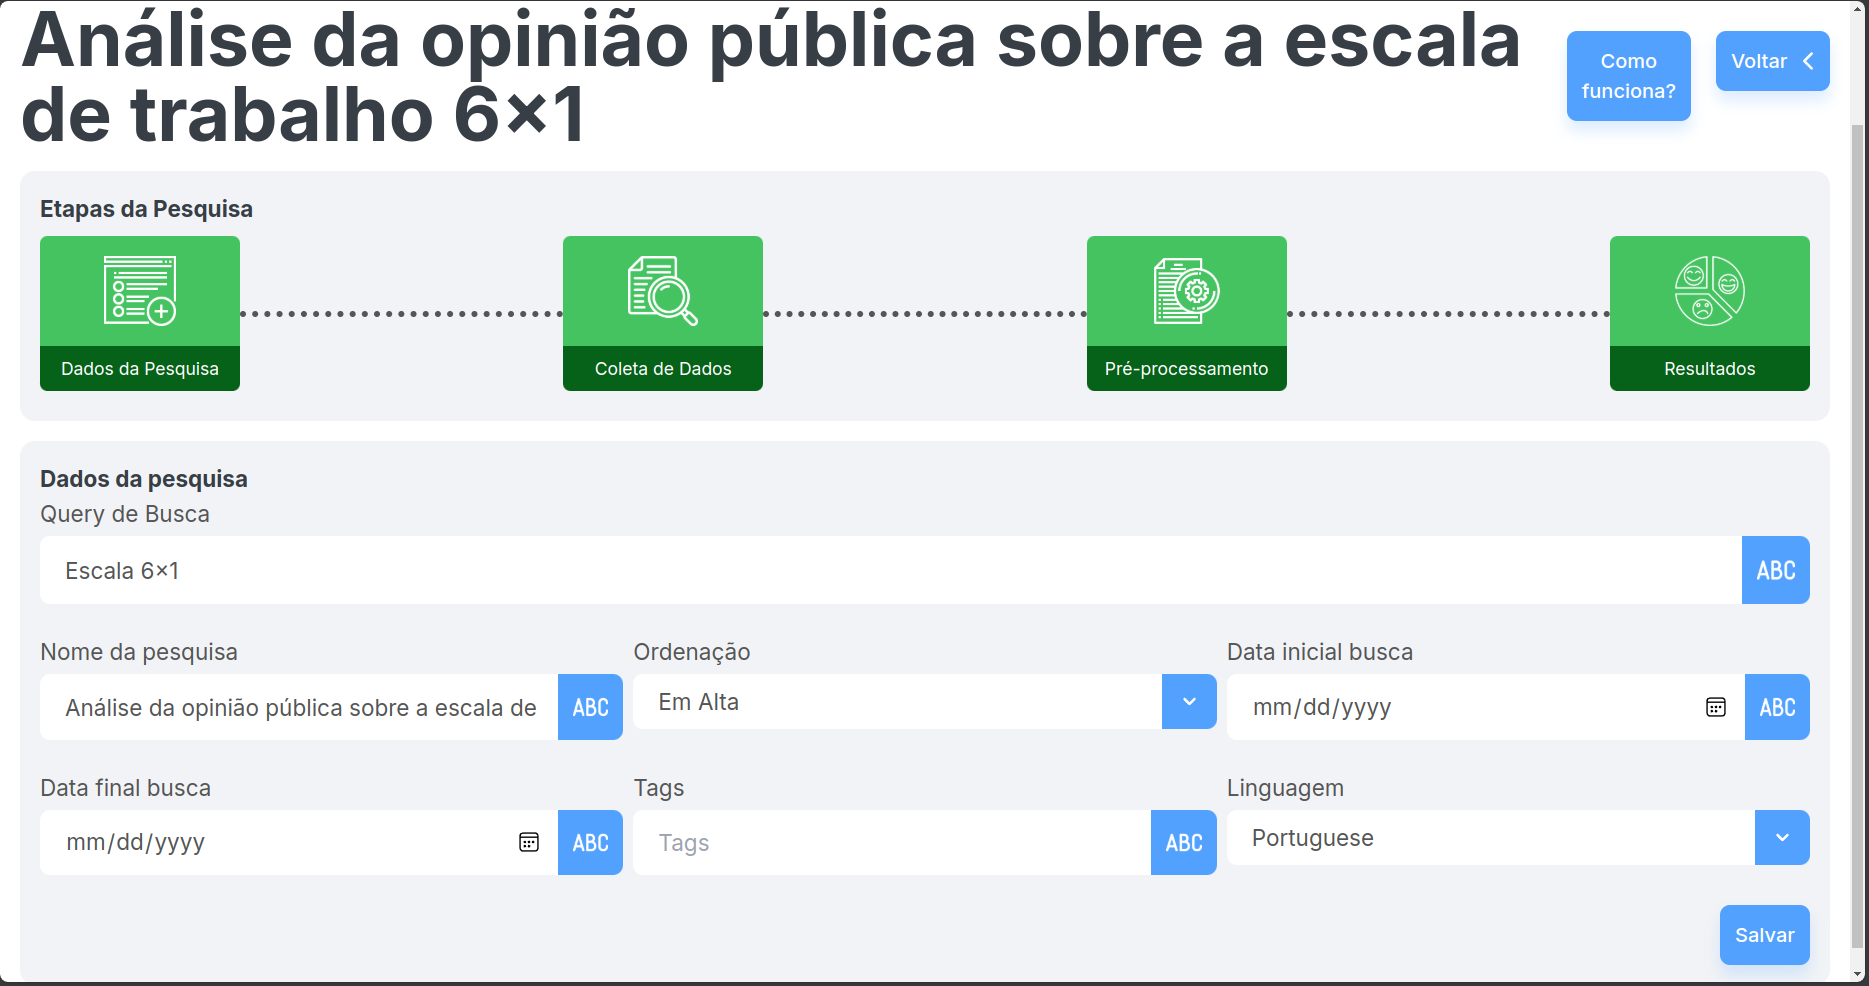 Análise da opinião pública sobre a escala
de trabalho 6×1
Como
funciona?
Voltar
Etapas da Pesquisa
Dados da Pesquisa
Coleta de Dados
Pré-processamento
Resultados
Dados da pesquisa
Query de Busca
Escala 6×1
ABC
Nome da pesquisa
Ordenação
Data inicial busca
Análise da opinião pública sobre a escala de
ABC
Em Alta
mm/dd/yyyy
ABC
Data final busca
Tags
Linguagem
mm/dd/yyyy
ABC
Tags
ABC
Portuguese
Salvar